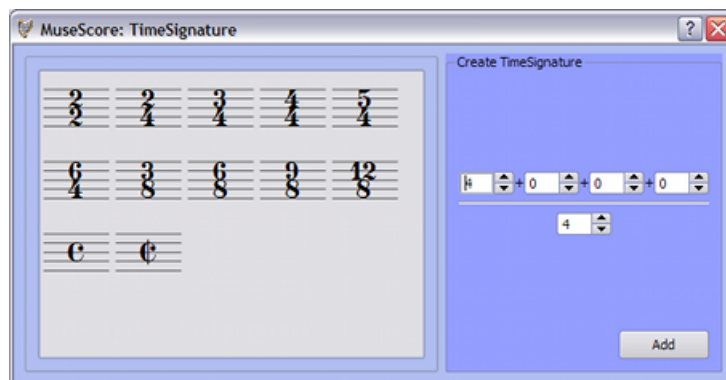 MuseScore: TimeSignature
?
Create TimeSignature
2 2 3 4 5
2 4 4 4 4
6 3 6 9 12
4 8 8 8 8
4 + 0 + 0 + 0
4
Add